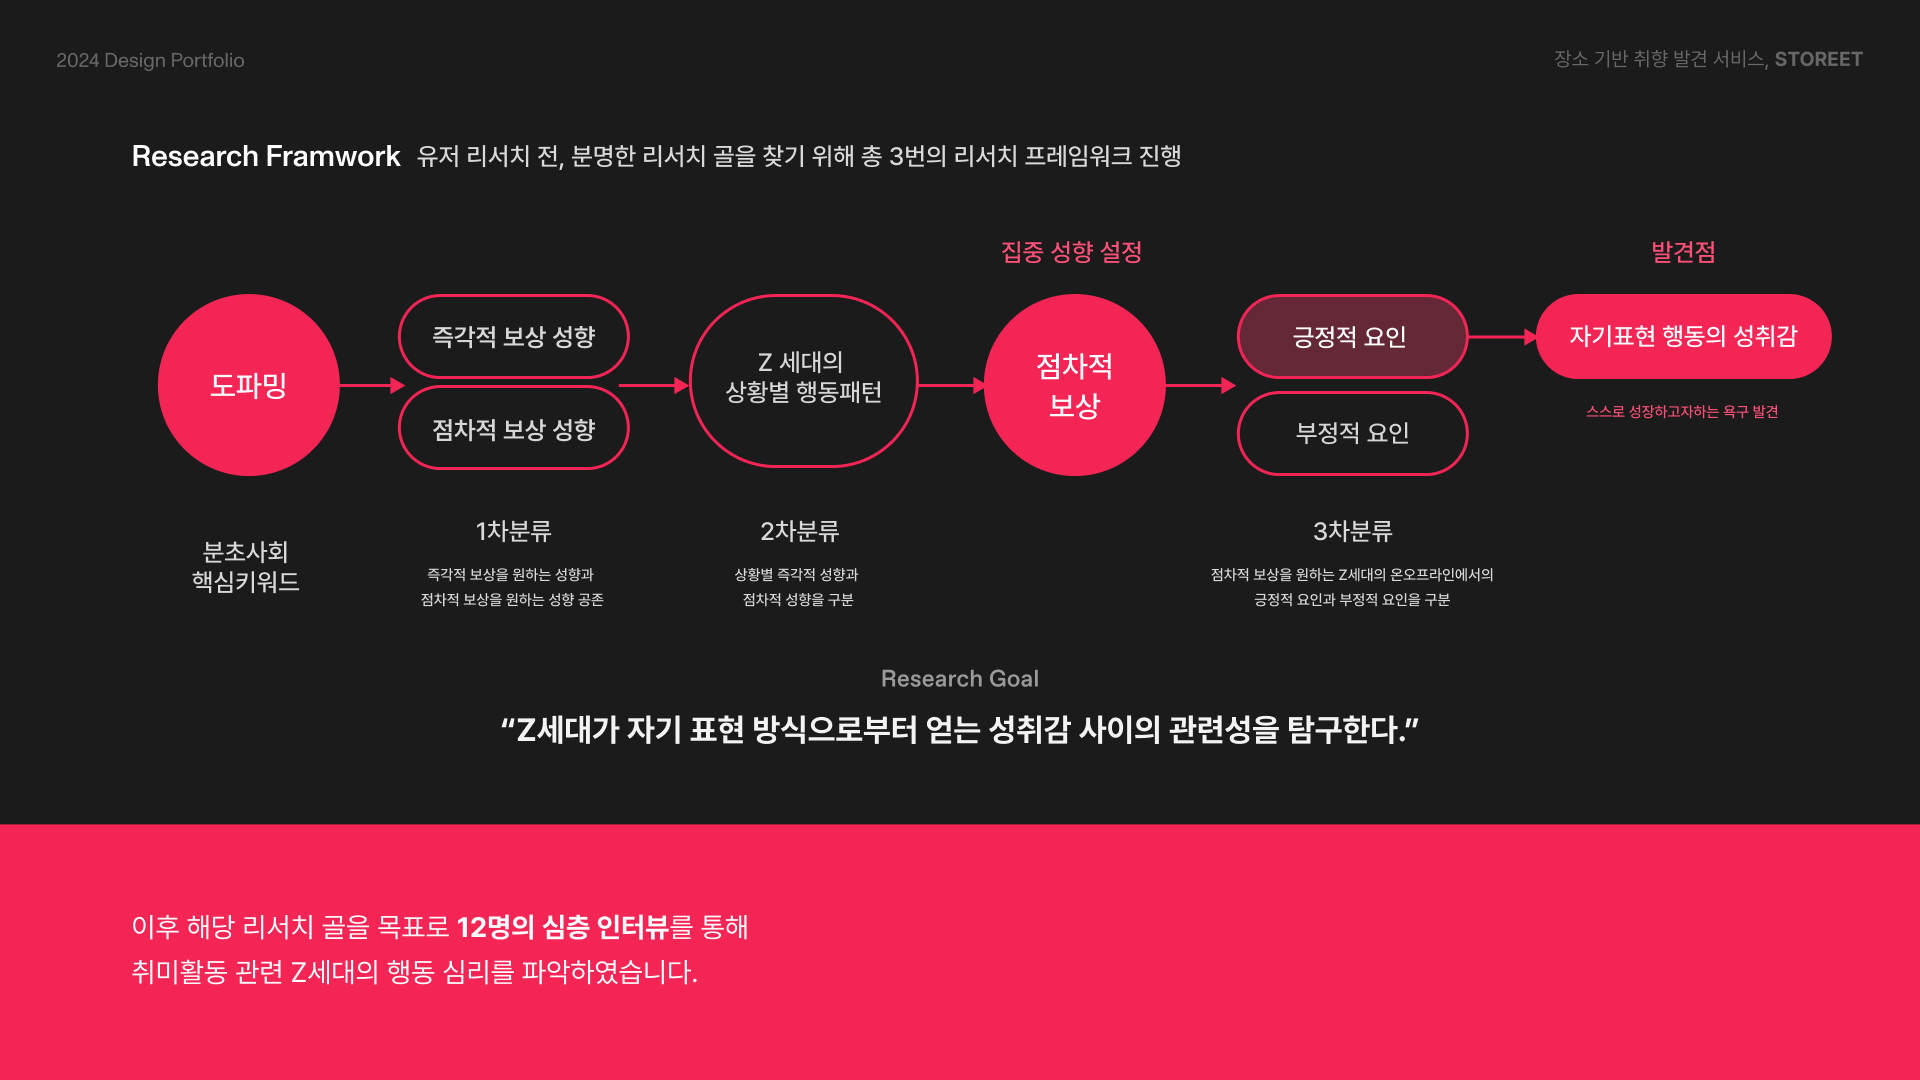 2024 Design Portfolio
장소 기반 취향 발견 서비스, STOREET
Research Framwork 유저 리서치 전, 분명한 리서치 골을 찾기 위해 총 3번의 리서치 프레임워크 진행
집중 성향 설정
발견점
도파밍
즉각적 보상 성향
점차적 보상 성향
Z 세대의
상황별 행동패턴
점차적
보상
긍정적 요인
부정적 요인
자기표현 행동의 성취감
스스로 성장하고자하는 욕구 발견
분초사회
핵심키워드
1차분류
즉각적 보상을 원하는 성향과
점차적 보상을 원하는 성향 공존
2차분류
상황별 즉각적 성향과
점차적 성향을 구분
3차분류
점차적 보상을 원하는 Z세대의 온오프라인에서의
긍정적 요인과 부정적 요인을 구분
Research Goal
“Z세대가 자기 표현 방식으로부터 얻는 성취감 사이의 관련성을 탐구한다.”
이후 해당 리서치 골을 목표로 12명의 심층 인터뷰를 통해
취미활동 관련 Z세대의 행동 심리를 파악하였습니다.